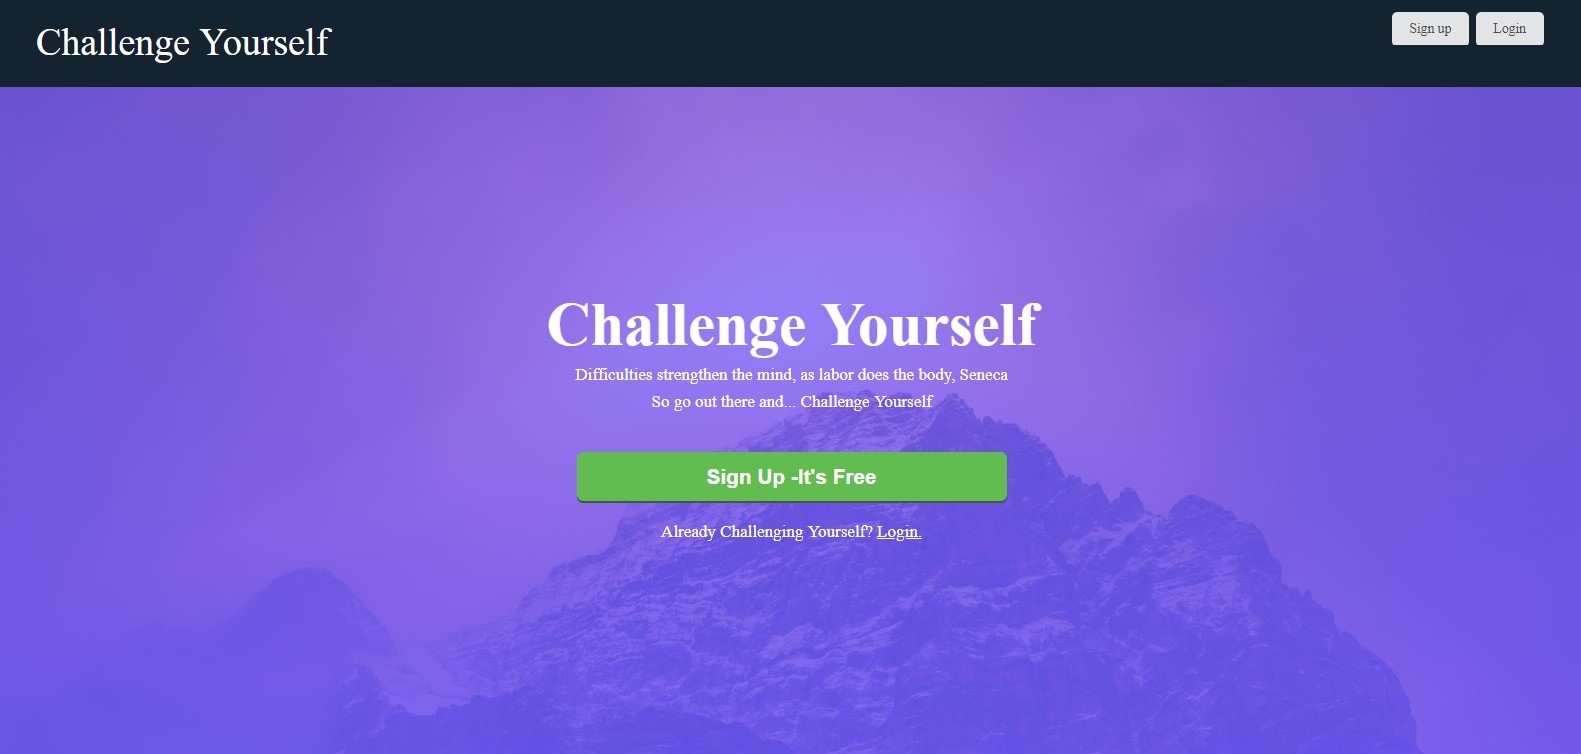 Challenge Yourself
Sign up
Login
Challenge Yourself
Difficulties strengthen the mind, as labor does the body, Seneca
So go out there and... Challenge Yourself
Sign Up -It's Free
Already Challenging Yourself? Login.